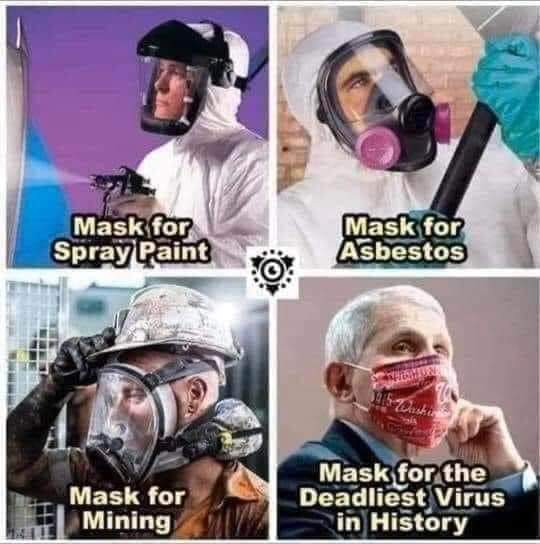 Mask for
Spray Paint
Mask for
Asbestos
Mask for
Mining
Mask for the
Deadliest Virus
in History